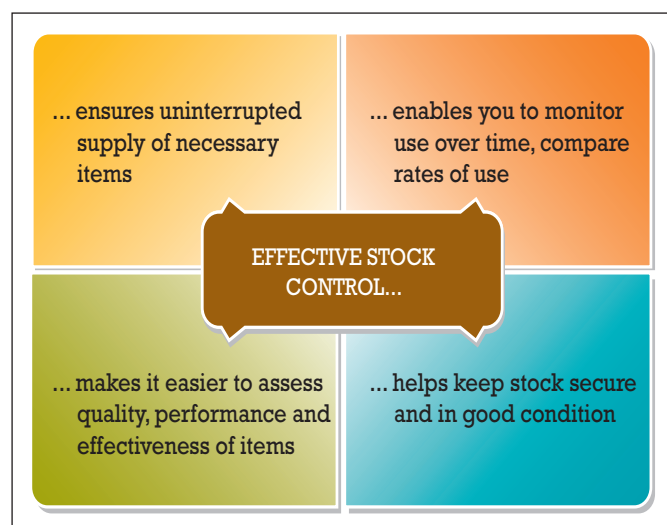 ... ensures uninterrupted
supply of necessary
items
... enables you to monitor
use over time, compare
rates of use
EFFECTIVE STOCK
CONTROL...
... makes it easier to assess
quality, performance and
effectiveness of items
... helps keep stock secure
and in good condition